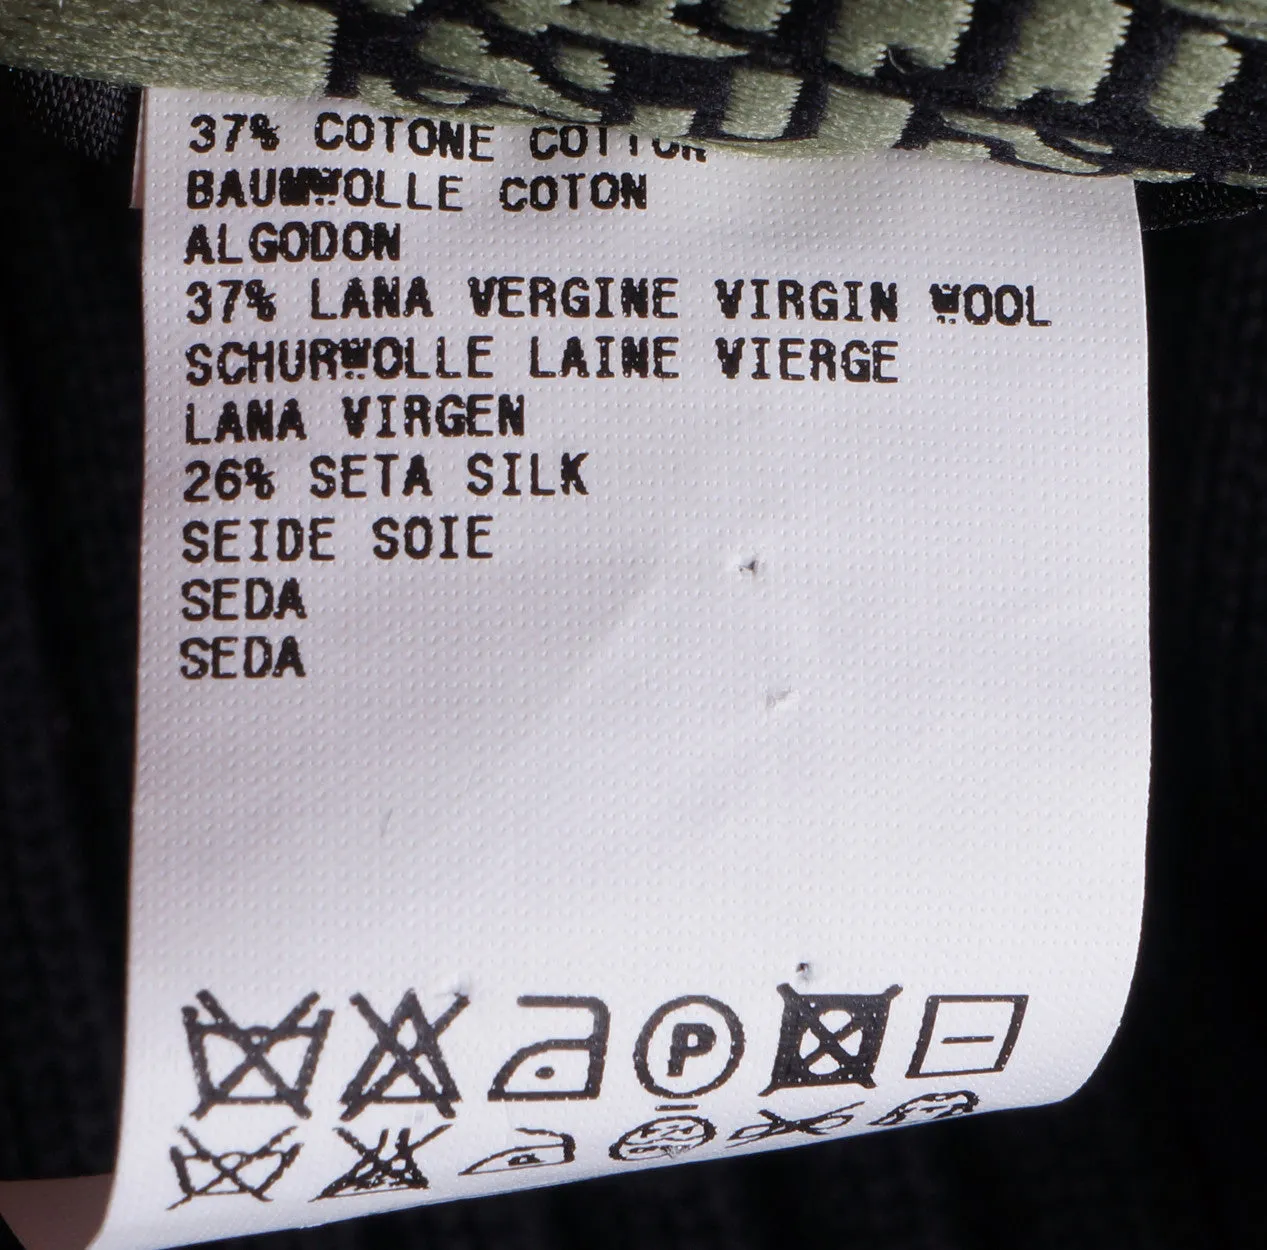 37% COTONE COTTON
BAUMWOLLE COTON
ALGODON
37% LANA VERGINE VIRGIN WOOL
SCHURWOLLE LAINE VIERGE
LANA VIRGEN
26% SETA SILK
SEIDE SOIE
SEDA
SEDA
P